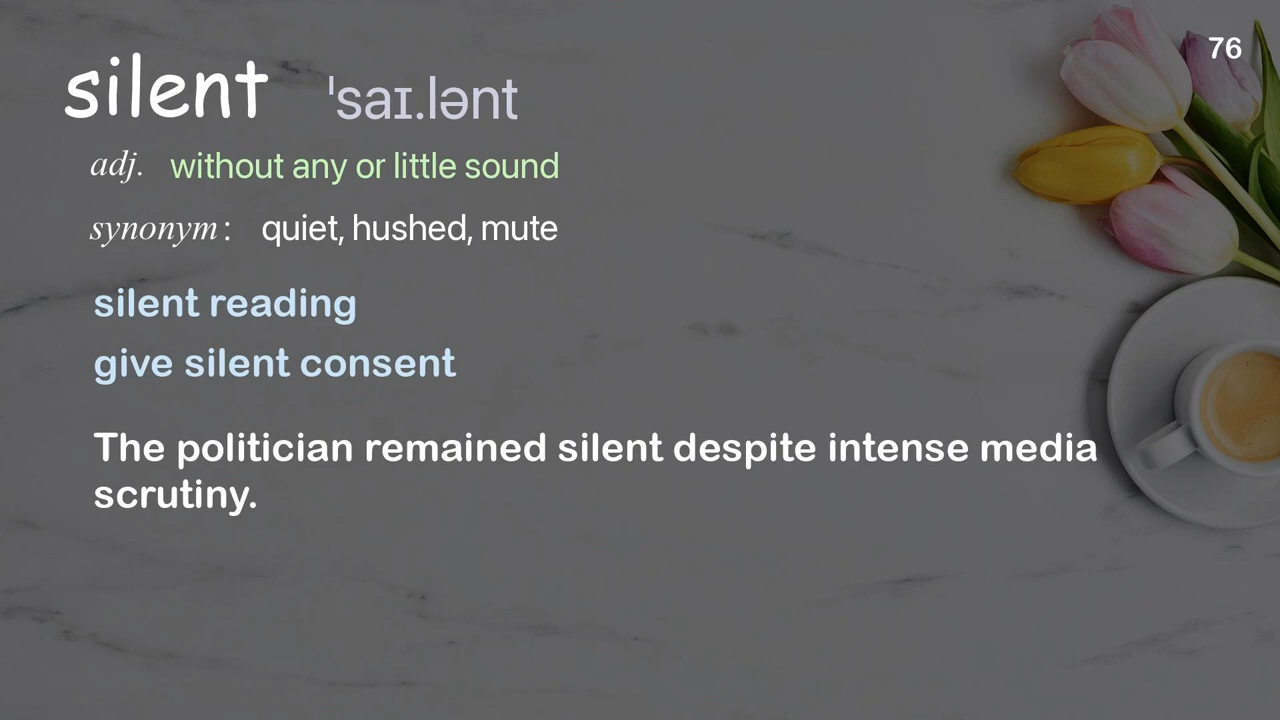 76
silent ˈsaɪ.lənt
adj. without any or little sound
synonym: quiet, hushed, mute
silent reading
give silent consent
The politician remained silent despite intense media
scrutiny.